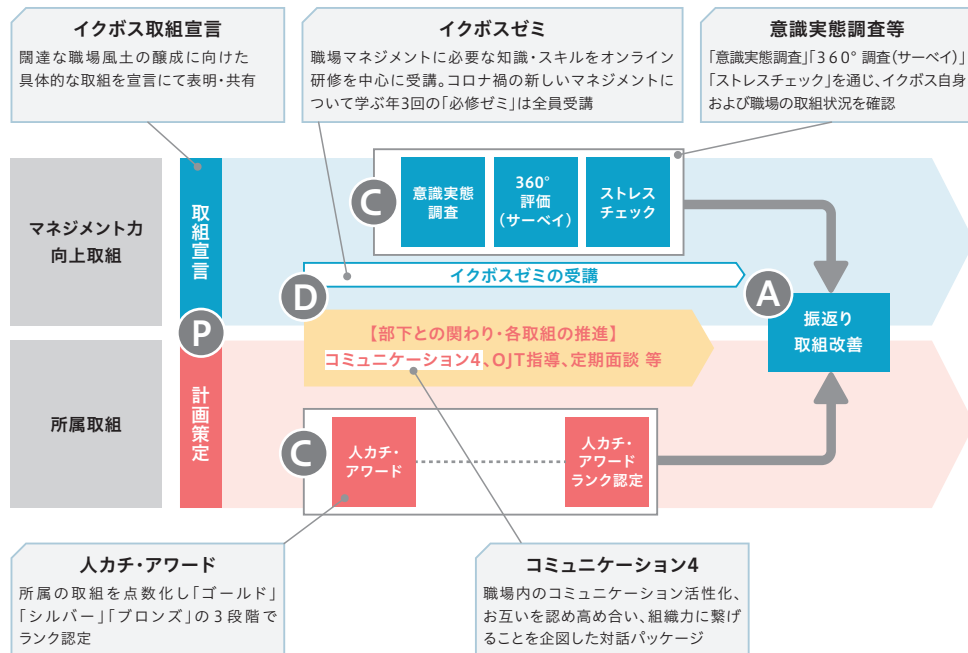 イクボス取組宣言
闊達な職場風土の醸成に向けた
具体的な取組を宣言にて表明・共有
イクボスゼミ
職場マネジメントに必要な知識・スキルをオンライン
研修を中心に受講。コロナ禍の新しいマネジメントに
ついて学ぶ年3回の「必修ゼミ」は全員受講
意識実態調査等
「意識実態調査」「360° 調査(サーベイ)」
「ストレスチェック」を通じ、イクボス自身
および職場の取組状況を確認
マネジメント力
向上取組
取組宣言
C
意識実態
調査
360°
評価
(サーベイ)
ストレス
チェック
D
イクボスゼミの受講
A
振返り
取組改善
P
【部下との関わり・各取組の推進】
コミュニケーション4、OJT指導、定期面談 等
所属取組
計画策定
C
人カチ・
アワード
人カチ・
アワード
ランク認定
人カチ・アワード
所属の取組を点数化し「ゴールド」
「シルバー」「ブロンズ」の3段階で
ランク認定
コミュニケーション4
職場内のコミュニケーション活性化、
お互いを認め高め合い、組織力に繋げ
ることを企図した対話パッケージ